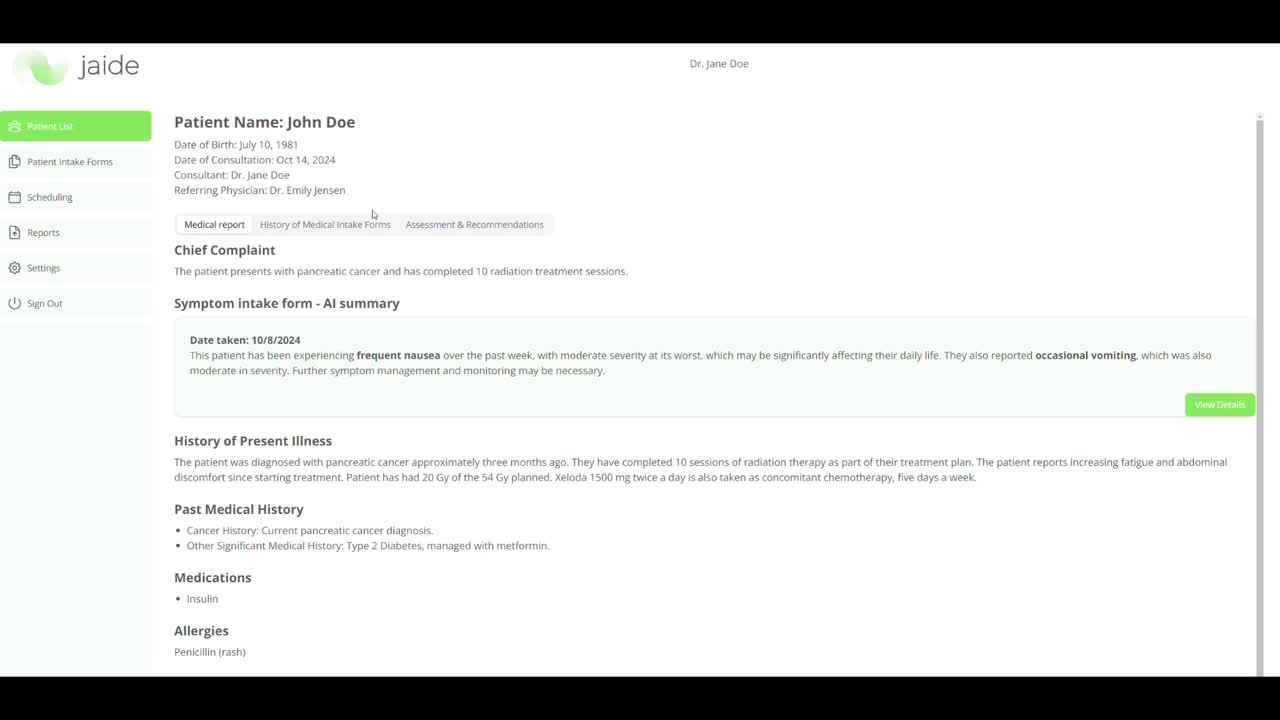 jaide
Dr. Jane Doe
Patient List
Patient Intake Forms
Scheduling
Reports
Settings
Sign Out
Patient Name: John Doe
Date of Birth: July 10, 1981
Date of Consultation: Oct 14, 2024
Consultant: Dr. Jane Doe
Referring Physician: Dr. Emily Jensen
Medical report History of Medical Intake Forms Assessment & Recommendations
Chief Complaint
The patient presents with pancreatic cancer and has completed 10 radiation treatment sessions.
Symptom intake form - AI summary
Date taken: 10/8/2024
This patient has been experiencing frequent nausea over the past week, with moderate severity at its worst, which may be significantly affecting their daily life. They also reported occasional vomiting, which was also
moderate in severity. Further symptom management and monitoring may be necessary.
View Details
History of Present Illness
The patient was diagnosed with pancreatic cancer approximately three months ago. They have completed 10 sessions of radiation therapy as part of their treatment plan. The patient reports increasing fatigue and abdominal
discomfort since starting treatment. Patient has had 20 Gy of the 54 Gy planned. Xeloda 1500 mg twice a day is also taken as concomitant chemotherapy, five days a week.
Past Medical History
• Cancer History: Current pancreatic cancer diagnosis.
• Other Significant Medical History: Type 2 Diabetes, managed with metformin.
Medications
• Insulin
Allergies
Penicillin (rash)